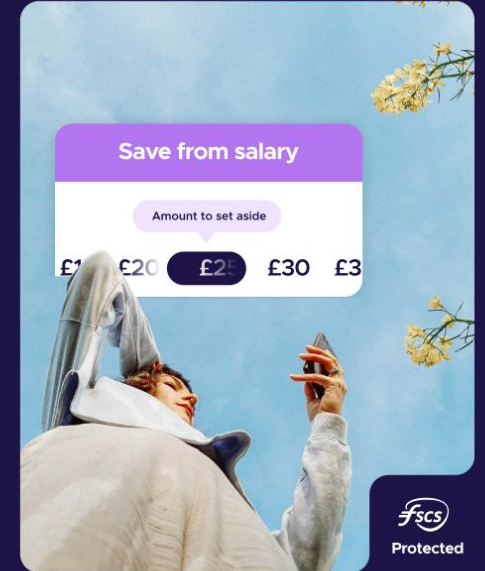 Save from salary
Amount to set aside
£20 £25 £30
fscs
Protected